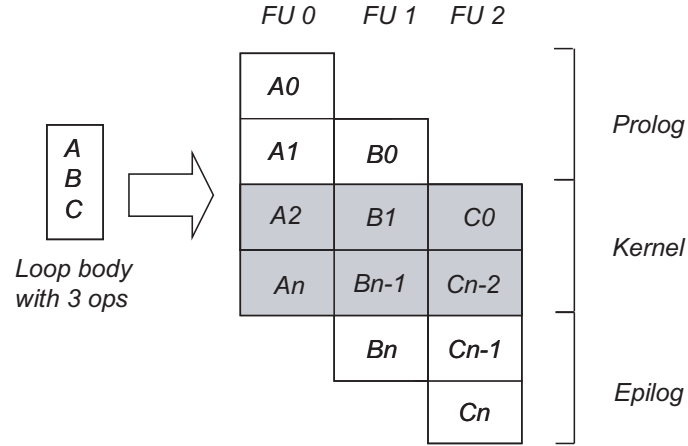 FU 0 FU 1 FU 2
A0
A1 B0
Prolog
A
B
C
A2 B1 C0
Kernel
An Bn-1 Cn-2
Loop body
with 3 ops
Bn Cn-1
Epilog
Cn